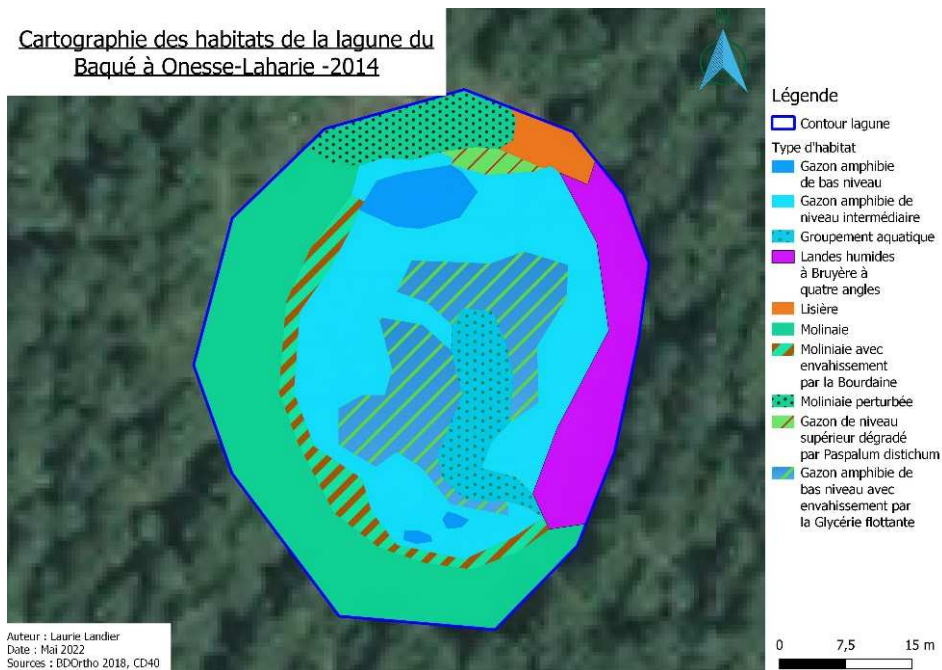 Cartographie des habitats de la lagune du
Baqué à Onesse-Laharie -2014
Légende
Contour lagune
Type d'habitat
Gazon amphibie
de bas niveau
Gazon amphibie de
niveau intermédiaire
Groupement aquatique
Landes humides
à Bruyère à
quatre angles
Lisière
Molinaie
Moliniaie avec
envahissement
par la Bourdaine
Moliniaie perturbée
Gazon de niveau
supérieur dégradé
par Paspalum distichum
Gazon amphibie de
bas niveau avec
envahissement par
la Glycérie flottante
Auteur : Laurie Landier
Date : Mai 2022
Sources : BDOrtho 2018, CD40
0 7,5 15 m